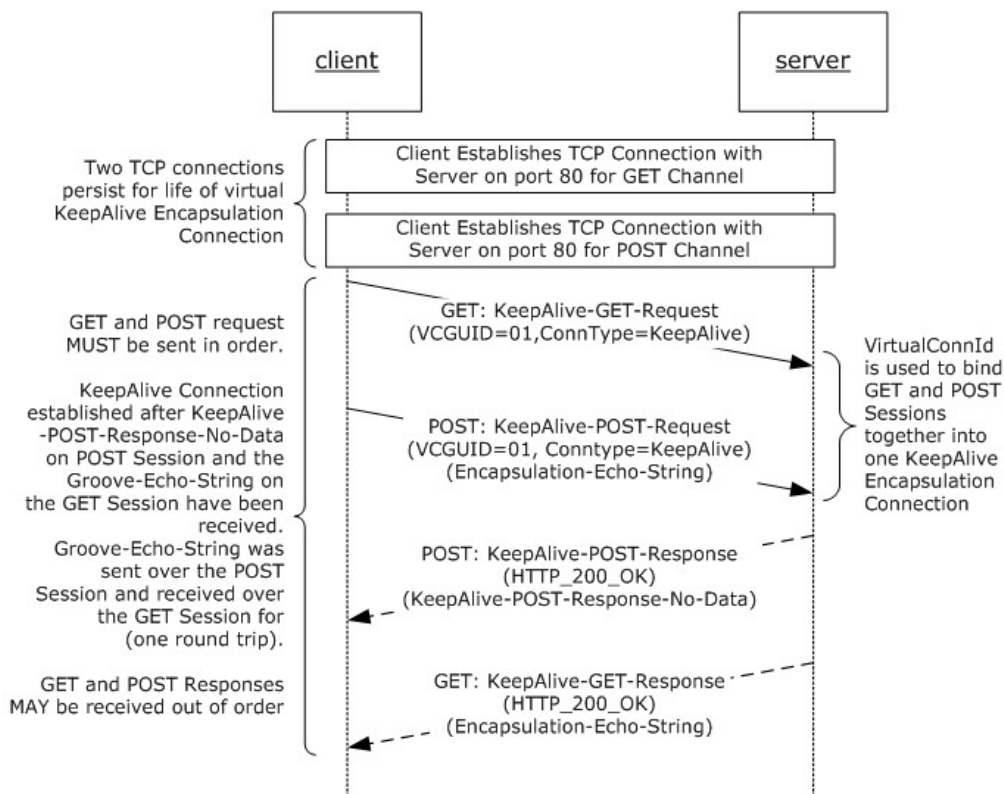 client
server
Two TCP connections
persist for life of virtual
KeepAlive Encapsulation
Connection
Client Establishes TCP Connection with
Server on port 80 for GET Channel
Client Establishes TCP Connection with
Server on port 80 for POST Channel
GET and POST request
MUST be sent in order.
KeepAlive Connection
established after KeepAlive
-POST-Response-No-Data
on POST Session and the
Groove-Echo-String on
the GET Session have been
received.
Groove-Echo-String was
sent over the POST
Session and received over
the GET Session for
(one round trip).
GET and POST Responses
MAY be received out of order
GET: KeepAlive-GET-Request
(VCGUID=01,ConnType=KeepAlive)
POST: KeepAlive-POST-Request
(VCGUID=01, Conntype=KeepAlive)
(Encapsulation-Echo-String)
POST: KeepAlive-POST-Response
(HTTP_200_OK)
(KeepAlive-POST-Response-No-Data)
GET: KeepAlive-GET-Response
(HTTP_200_OK)
(Encapsulation-Echo-String)
VirtualConnId
is used to bind
GET and POST
Sessions
together into
one KeepAlive
Encapsulation
Connection